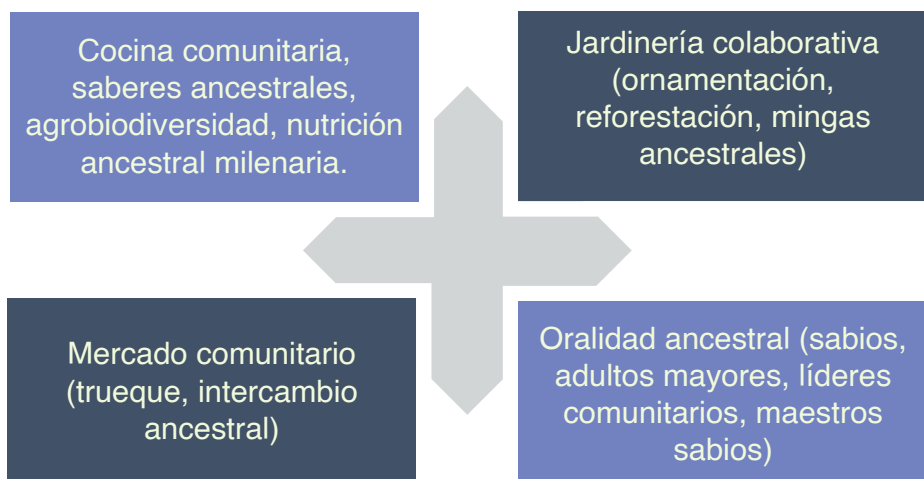 Cocina comunitaria,
saberes ancestrales,
agrobiodiversidad, nutrición
ancestral milenaria.
Jardinería colaborativa
(ornamentación,
reforestación, mingas
ancestrales)
Mercado comunitario
(trueque, intercambio
ancestral)
Oralidad ancestral (sabios,
adultos mayores, líderes
comunitarios, maestros
sabios)